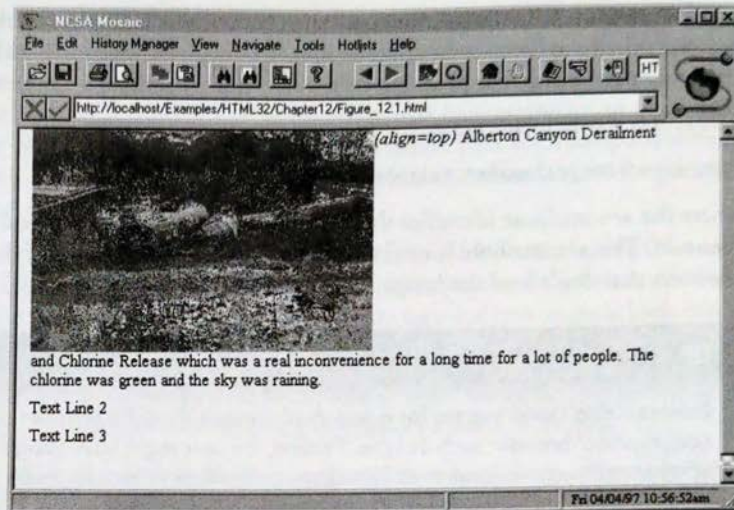 NCSA Mosaic
File Edit History Manager View Navigate Tools Hotlists Help
HT
http://localhost/Examples/HTML32/Chapter12/Figure_12.1.html
(align=top) Alberton Canyon Derailment
and Chlorine Release which was a real inconvenience for a long time for a lot of people. The
chlorine was green and the sky was raining.
Text Line 2
Text Line 3
Fri 04/04/97 10:56:52am